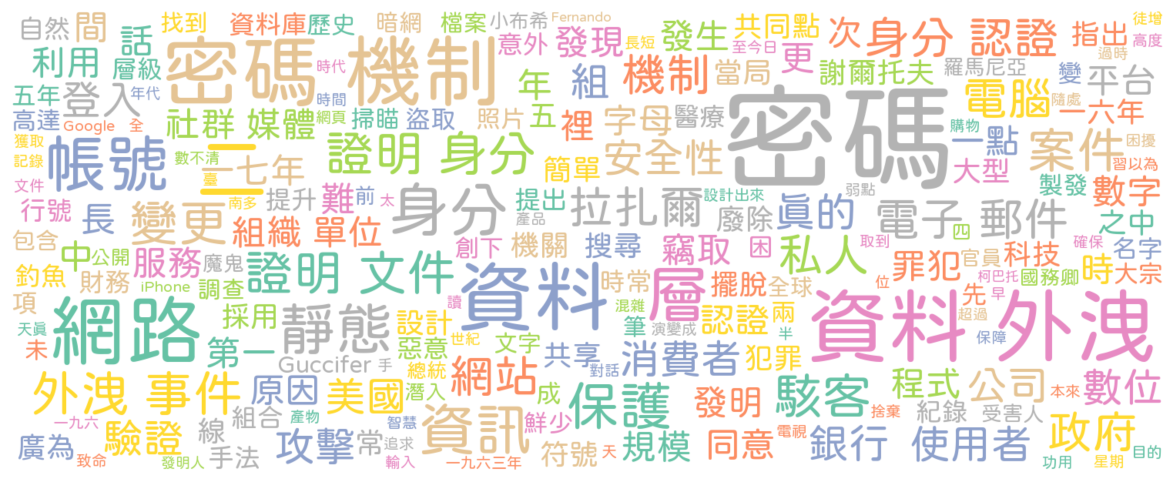 自然 間 話 找到 資料庫 歷史 暗網 檔案 小布希 Fernando 長短 發生 共同點 次 身分 認證 指出 徒增 高度
利用 層級 密碼 機制 時代 意外 發現 至今日 更 謝爾托夫 羅馬尼亞 變 平台 過時
五年 登入 年代 時間 年 組 機制 當局 密碼 電腦 隨處 一六年
高達 Google 全 社群 媒體 網頁 掃瞄 盜取 照片 五 裡 字母 醫療 購物 一點 案件 困擾
獲取 記錄 帳號 數不清 二 一 七年 臺 證明 身分 簡單 安全性 大型 習以為
文件 行號 長 變更 南多 提升 難 前 太 身分 提出 產品 拉扎爾 設計出來 廢除 弱點 真的 電子 郵件 製發 數字 之中
包含 中 公開 服務 魔鬼 組織 單位 創下 機關 搜尋 竊取 困 私人 取到 四 罪犯 官員 科技 確保 名字
釣魚 財務 iPhone 調查 證明 文件 資料 時常 層 擺脫 全球 位 先 柯巴托 早 國務卿 時 大宗
項 天真 網路 採用 靜態 設計 讀 混雜 筆 演變成 認證 兩 半 資料 外洩 超過 保障
未 第一 Guccifer 手 惡意 世紀 文字 共享 對話 消費者 犯罪
外洩 事件 原因 美國 總統 潛入 網站 成 保護 發明 駭客 程式 公司 本來 數位
一九六 驗證 線 組合 產物 智慧 資訊 鮮少 捨棄 紀錄 受害人 政府
廣為 致命 發明人 手法 攻擊 常 追求 輸入 一九六三年 符號 天 規模 同意 電視 銀行 使用者 功用 星期 目的